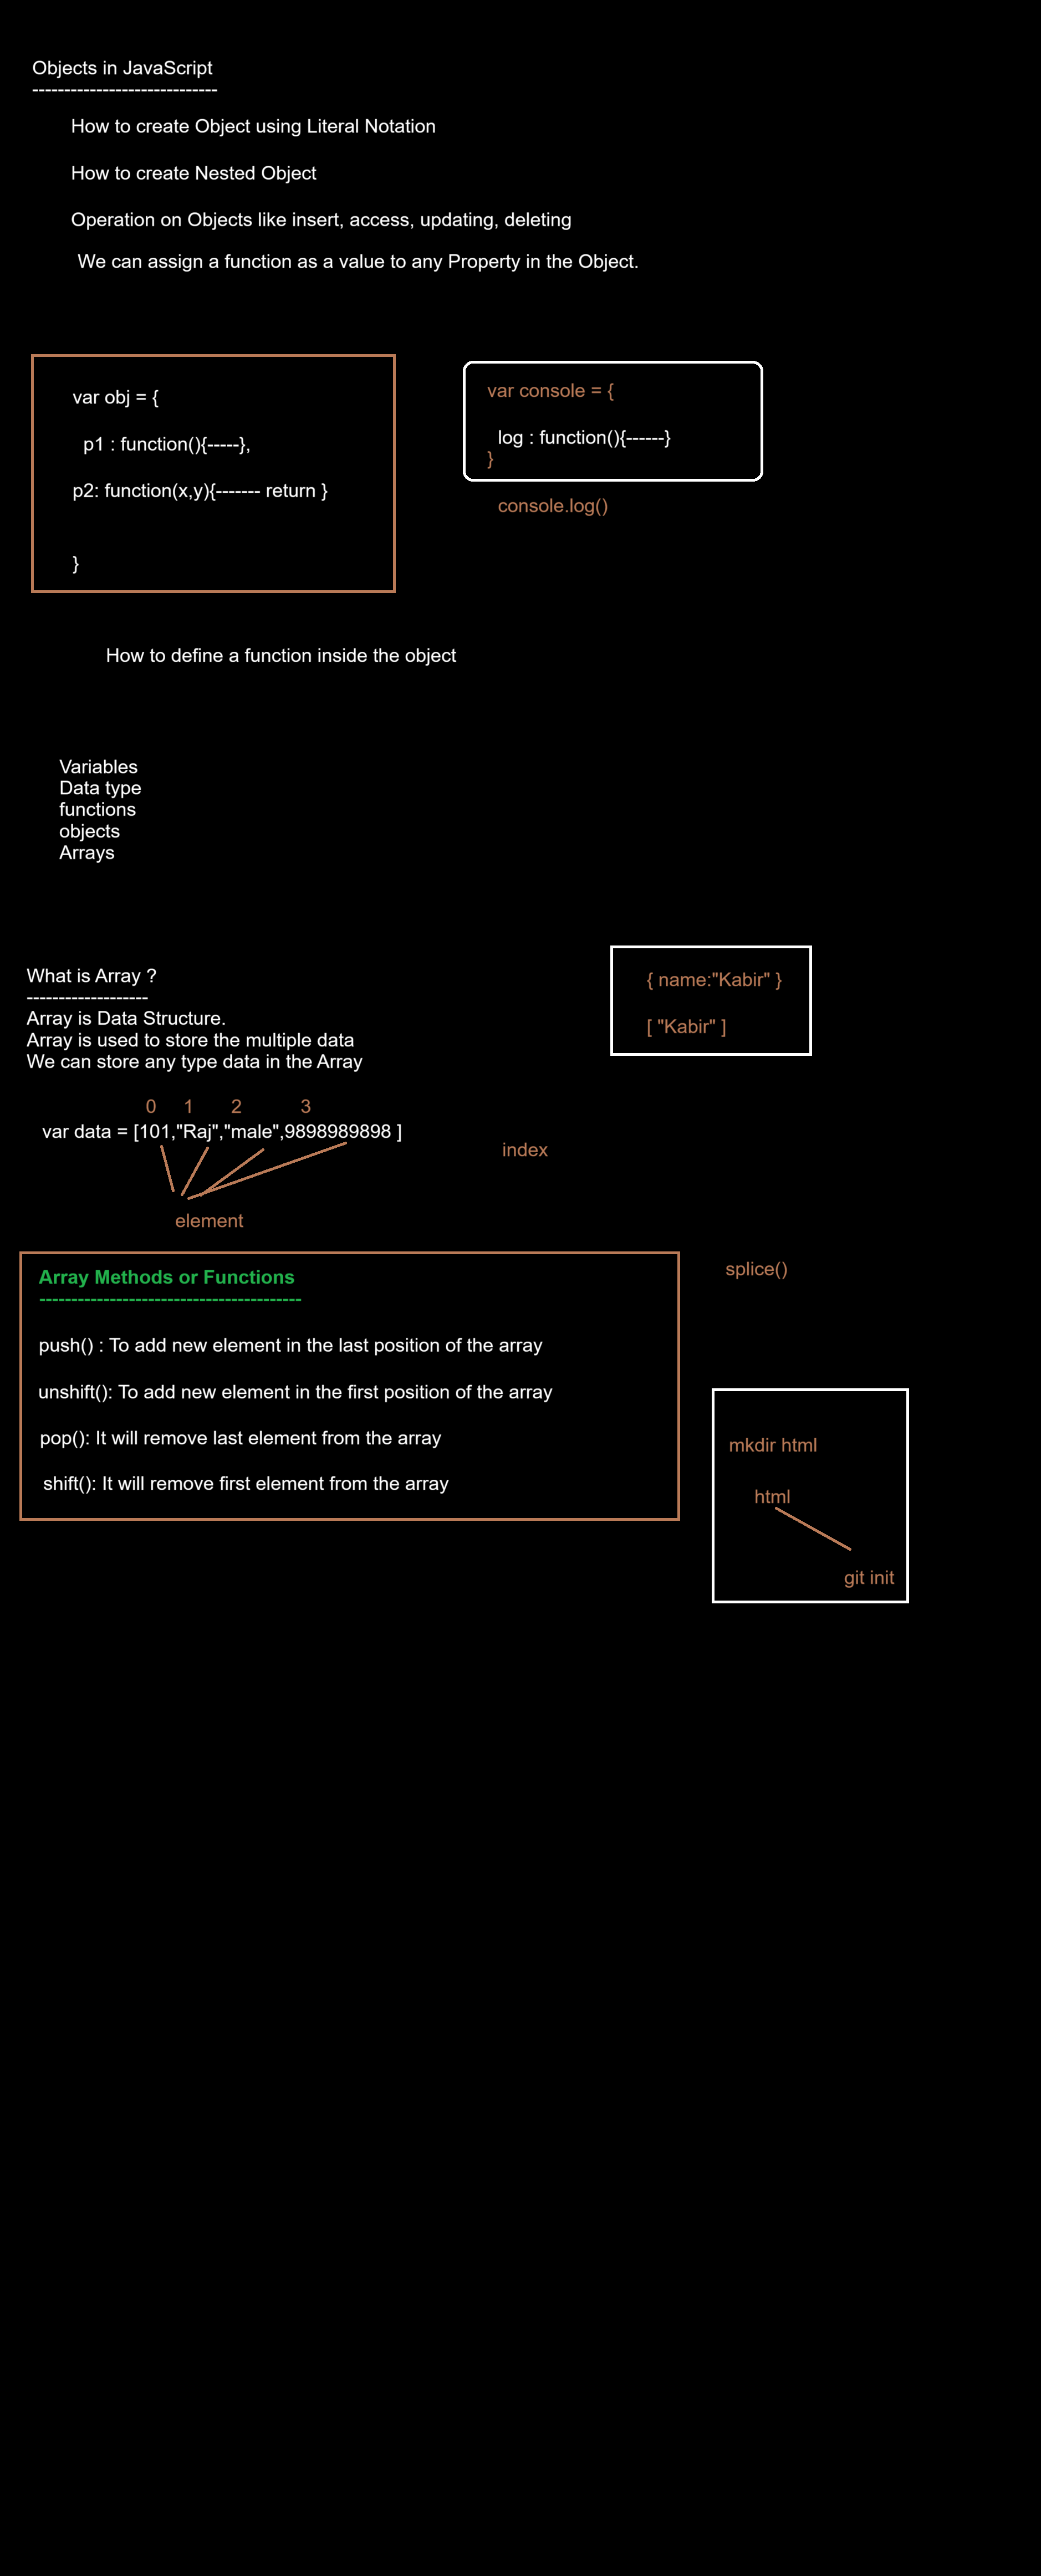 Objects in JavaScript
-----------------------------
How to create Object using Literal Notation
How to create Nested Object
Operation on Objects like insert, access, updating, deleting
We can assign a function as a value to any Property in the Object.
var obj = {
p1 : function(){-----},
p2: function(x,y){------- return }
}
var console = {
log : function(){------}
}
console.log()
How to define a function inside the object
Variables
Data type
functions
objects
Arrays
What is Array ?
-------------------
Array is Data Structure.
Array is used to store the multiple data
We can store any type data in the Array
{ name:"Kabir" }
[ "Kabir" ]
0 1 2 3
var data = [101,"Raj","male",9898989898 ]
index
element
Array Methods or Functions
-----------------------------------------
push() : To add new element in the last position of the array
unshift(): To add new element in the first position of the array
pop(): It will remove last element from the array
shift(): It will remove first element from the array
splice()
mkdir html
html
git init